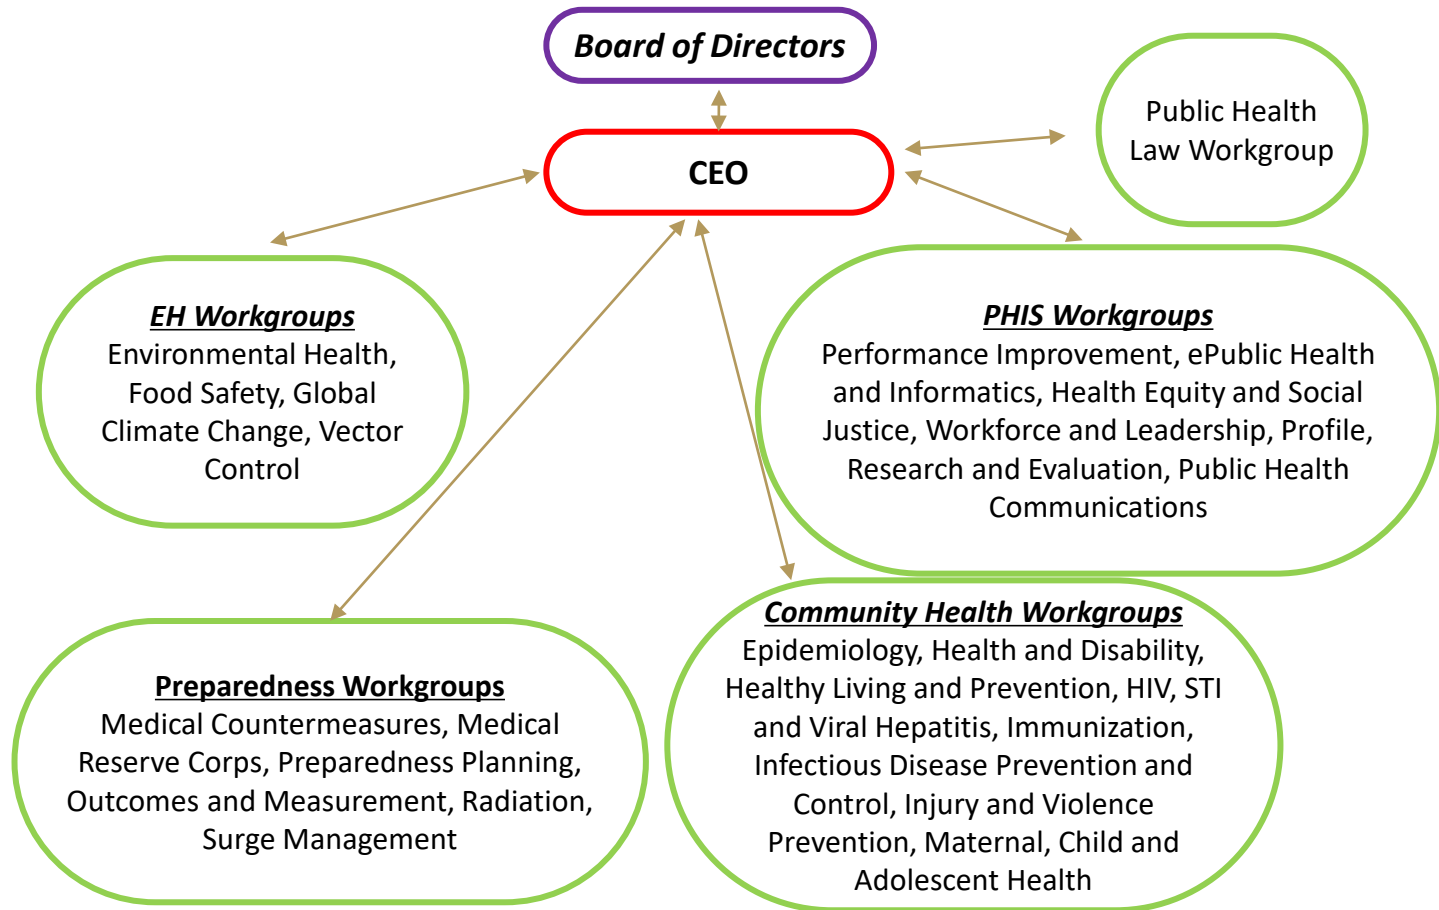 Board of Directors
Public Health
Law Workgroup
CEO
EH Workgroups
Environmental Health,
Food Safety, Global
Climate Change, Vector
Control
PHIS Workgroups
Performance Improvement, ePublic Health
and Informatics, Health Equity and Social
Justice, Workforce and Leadership, Profile,
Research and Evaluation, Public Health
Communications
Preparedness Workgroups
Medical Countermeasures, Medical
Reserve Corps, Preparedness Planning,
Outcomes and Measurement, Radiation,
Surge Management
Community Health Workgroups
Epidemiology, Health and Disability,
Healthy Living and Prevention, HIV, STI
and Viral Hepatitis, Immunization,
Infectious Disease Prevention and
Control, Injury and Violence
Prevention, Maternal, Child and
Adolescent Health